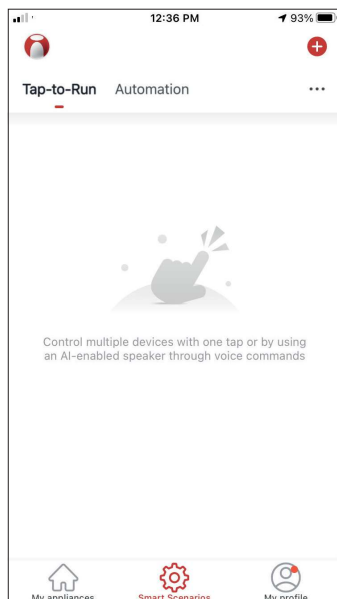 12:36 PM
93%
Tap-to-Run Automation
Control multiple devices with one tap or by using
an AI-enabled speaker through voice commands
My appliances Smart Scenarios My profile